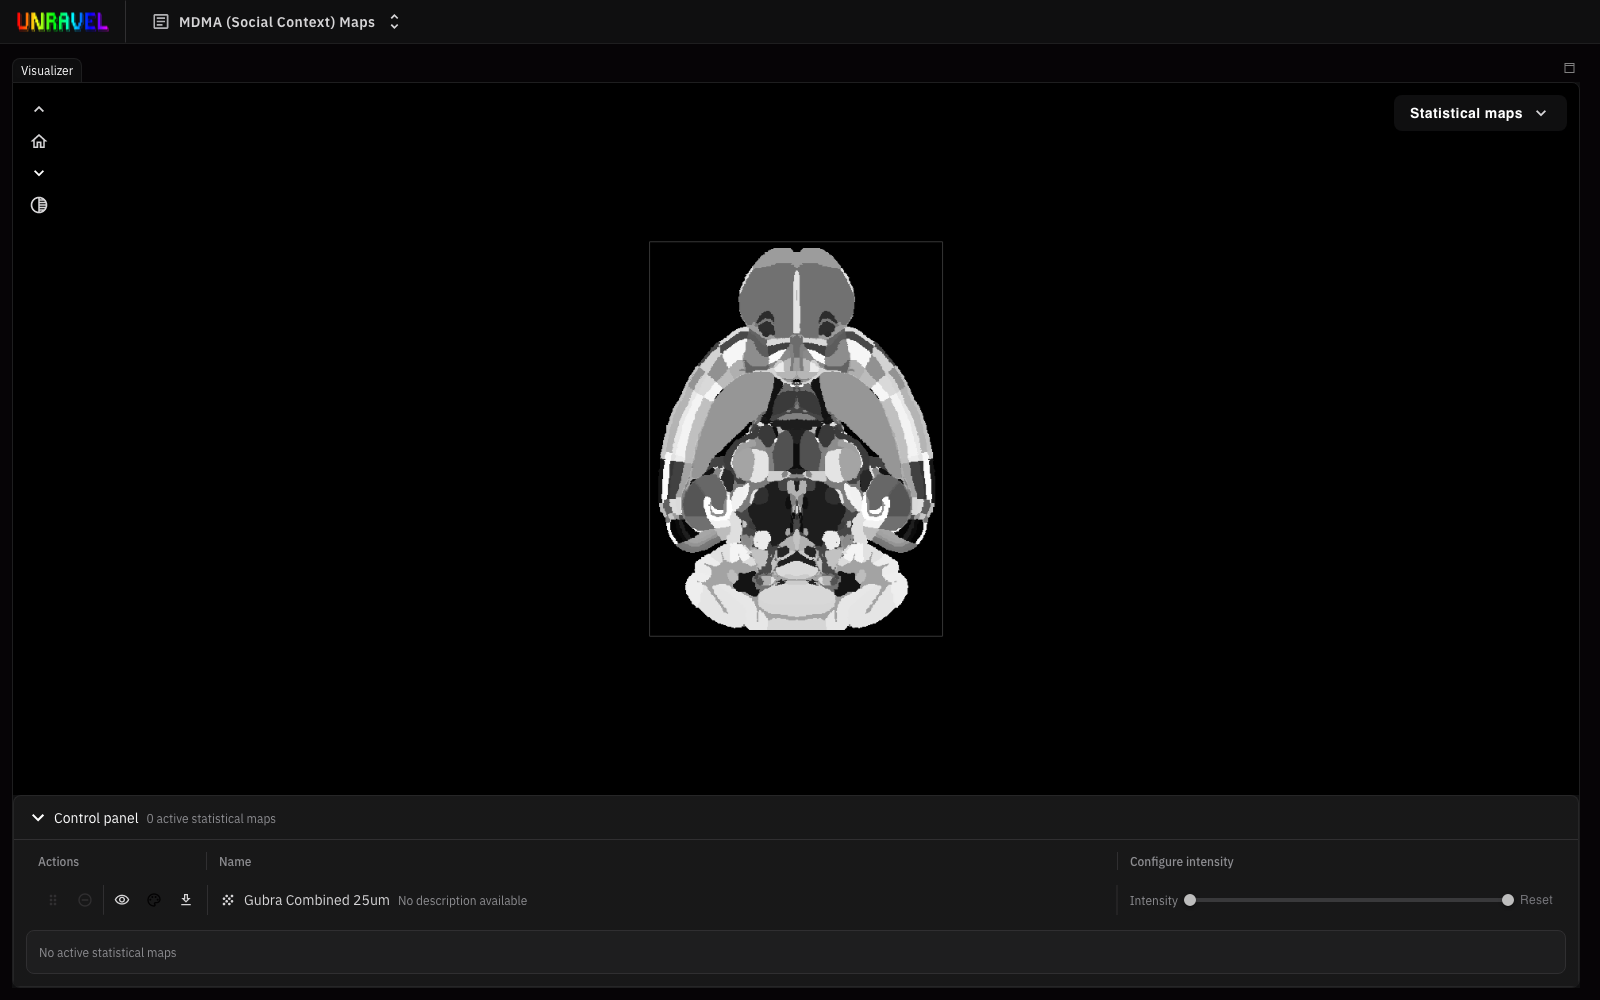 UNRAVEL
MDMA (Social Context) Maps
Visualizer
Statistical maps
Control panel 0 active statistical maps
Actions Name Configure intensity
Gubra Combined 25um No description available Intensity Reset
No active statistical maps